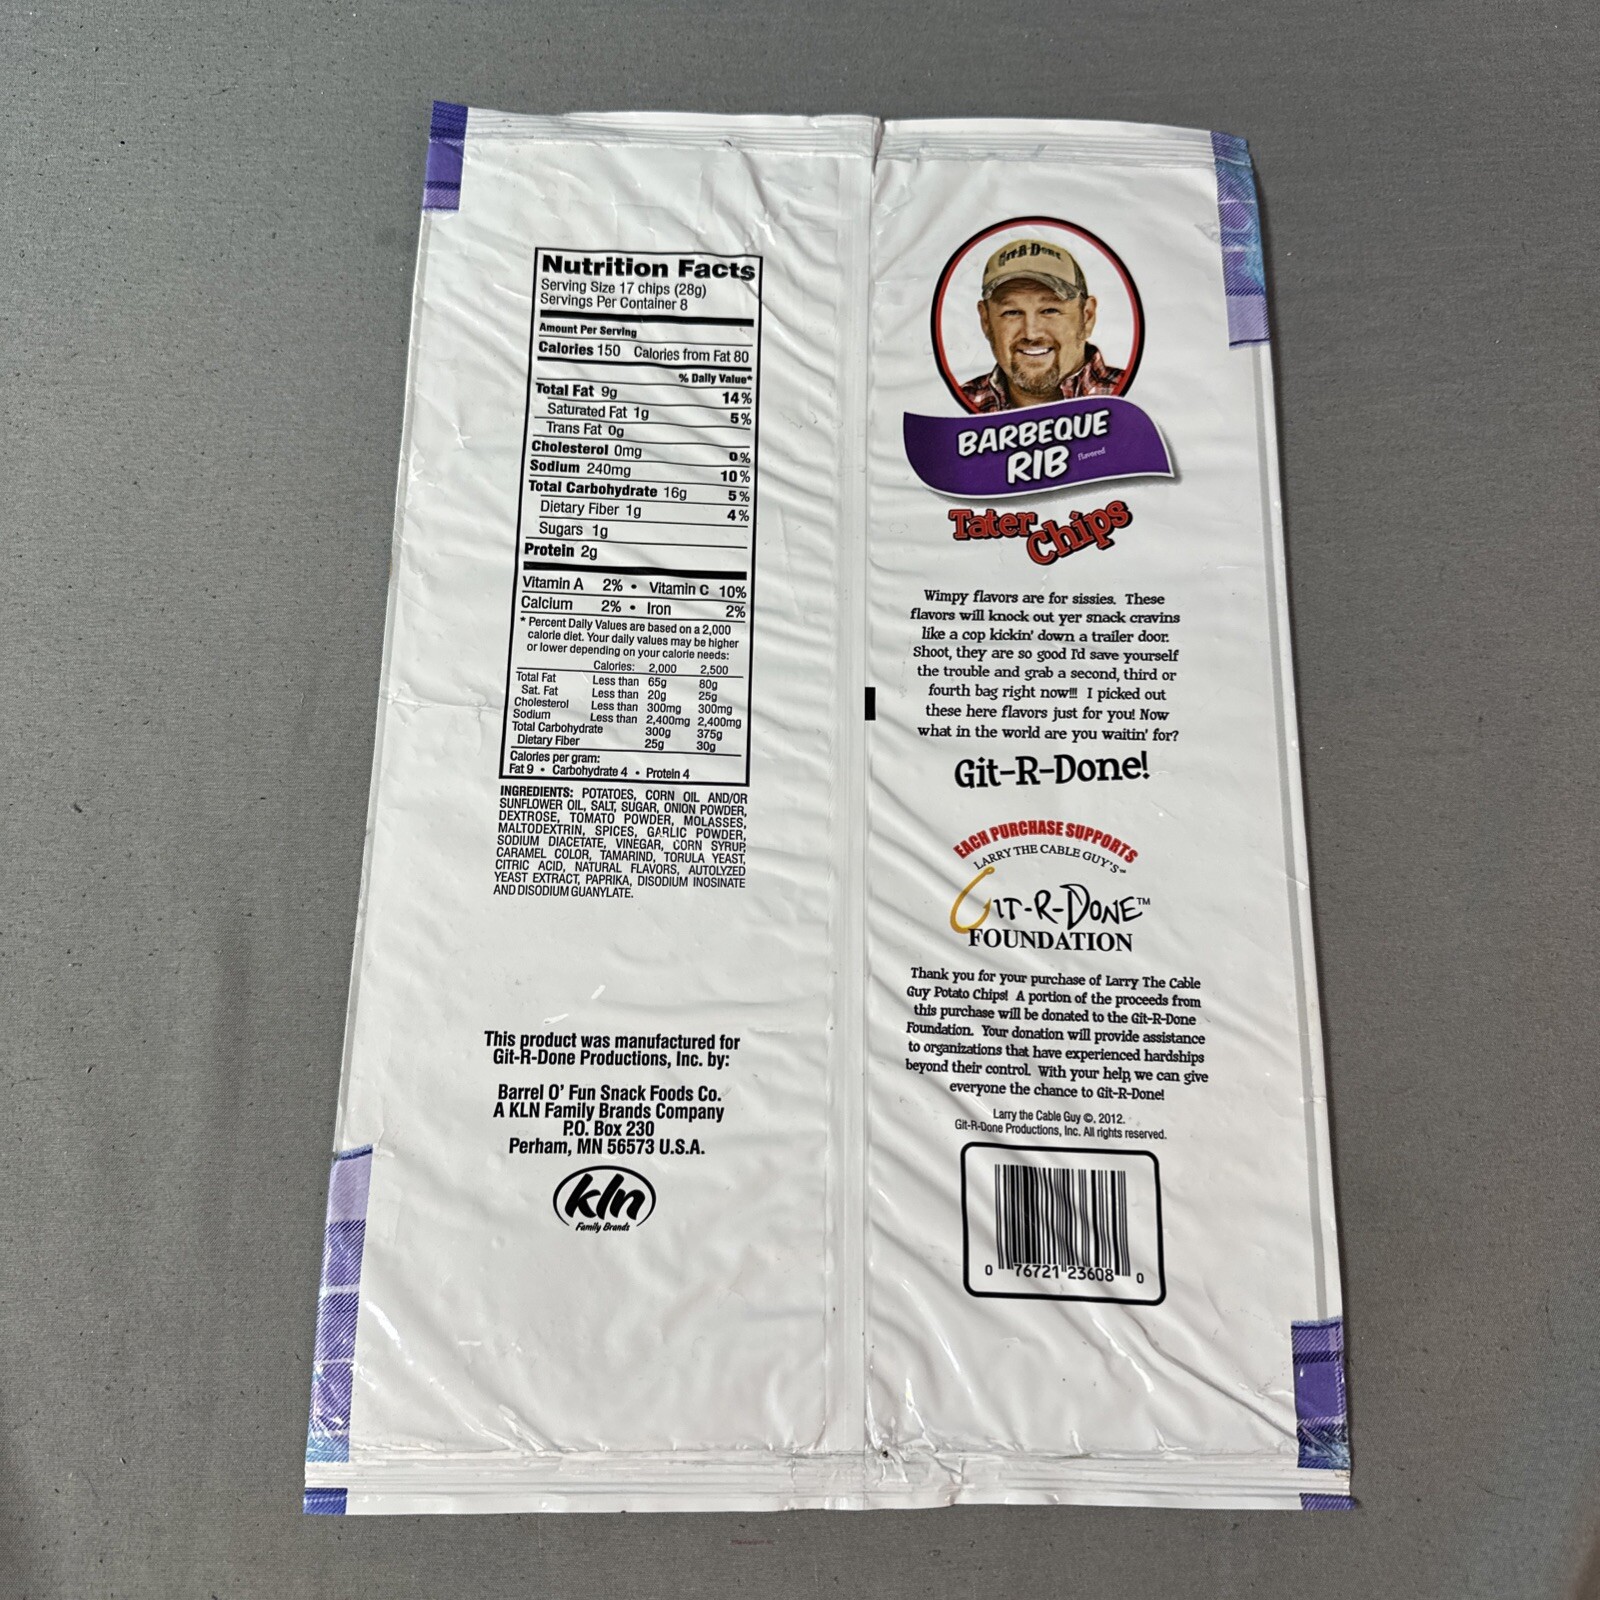 Nutrition Facts
Serving Size 17 chips (28g)
Servings Per Container 8
Amount Per Serving
Calories 150 Calories from Fat 80
% Daily Value*
Total Fat 9g 14%
Saturated Fat 1g 5%
Trans Fat 0g
Cholesterol 0mg 0%
Sodium 240mg 10%
Total Carbohydrate 16g 5%
Dietary Fiber 1g 4%
Sugars 1g
Protein 2g
Vitamin A 2% • Vitamin C 10%
Calcium 2% • Iron 2%
* Percent Daily Values are based on a 2,000
calorie diet. Your daily values may be higher
or lower depending on your calorie needs:
Calories: 2,000 2,500
Total Fat Less than 65g 80g
Sat. Fat Less than 20g 25g
Cholesterol Less than 300mg 300mg
Sodium Less than 2,400mg 2,400mg
Total Carbohydrate 300g 375g
Dietary Fiber 25g 30g
Calories per gram:
Fat 9 • Carbohydrate 4 • Protein 4
INGREDIENTS: POTATOES, CORN OIL AND/OR
SUNFLOWER OIL, SALT, SUGAR, ONION POWDER,
DEXTROSE, TOMATO POWDER, MOLASSES,
MALTODEXTRIN, SPICES, GARLIC POWDER,
SODIUM DIACETATE, VINEGAR, CORN SYRUP,
CARAMEL COLOR, TAMARIND, TORULA YEAST,
CITRIC ACID, NATURAL FLAVORS, AUTOLYZED
YEAST EXTRACT, PAPRIKA, DISODIUM INOSINATE
AND DISODIUM GUANYLATE.
This product was manufactured for
Git-R-Done Productions, Inc. by:
Barrel O' Fun Snack Foods Co.
A KLN Family Brands Company
P.O. Box 230
Perham, MN 56573 U.S.A.
kln
Family Brands
Git-R-Done
BARBEQUE
RIB flavored
Tater Chips
Wimpy flavors are for sissies. These
flavors will knock out yer snack cravins
like a cop kickin' down a trailer door.
Shoot, they are so good I'd save yourself
the trouble and grab a second, third or
fourth bag right now!!! I picked out
these here flavors just for you! Now
what in the world are you waitin' for?
Git-R-Done!
EACH PURCHASE SUPPORTS
LARRY THE CABLE GUY'S™
GIT-R-DONE™
FOUNDATION
Thank you for your purchase of Larry The Cable
Guy Potato Chips! A portion of the proceeds from
this purchase will be donated to the Git-R-Done
Foundation. Your donation will provide assistance
to organizations that have experienced hardships
beyond their control. With your help, we can give
everyone the chance to Git-R-Done!
Larry the Cable Guy ©, 2012.
Git-R-Done Productions, Inc. All rights reserved.
0 76721 23608 0